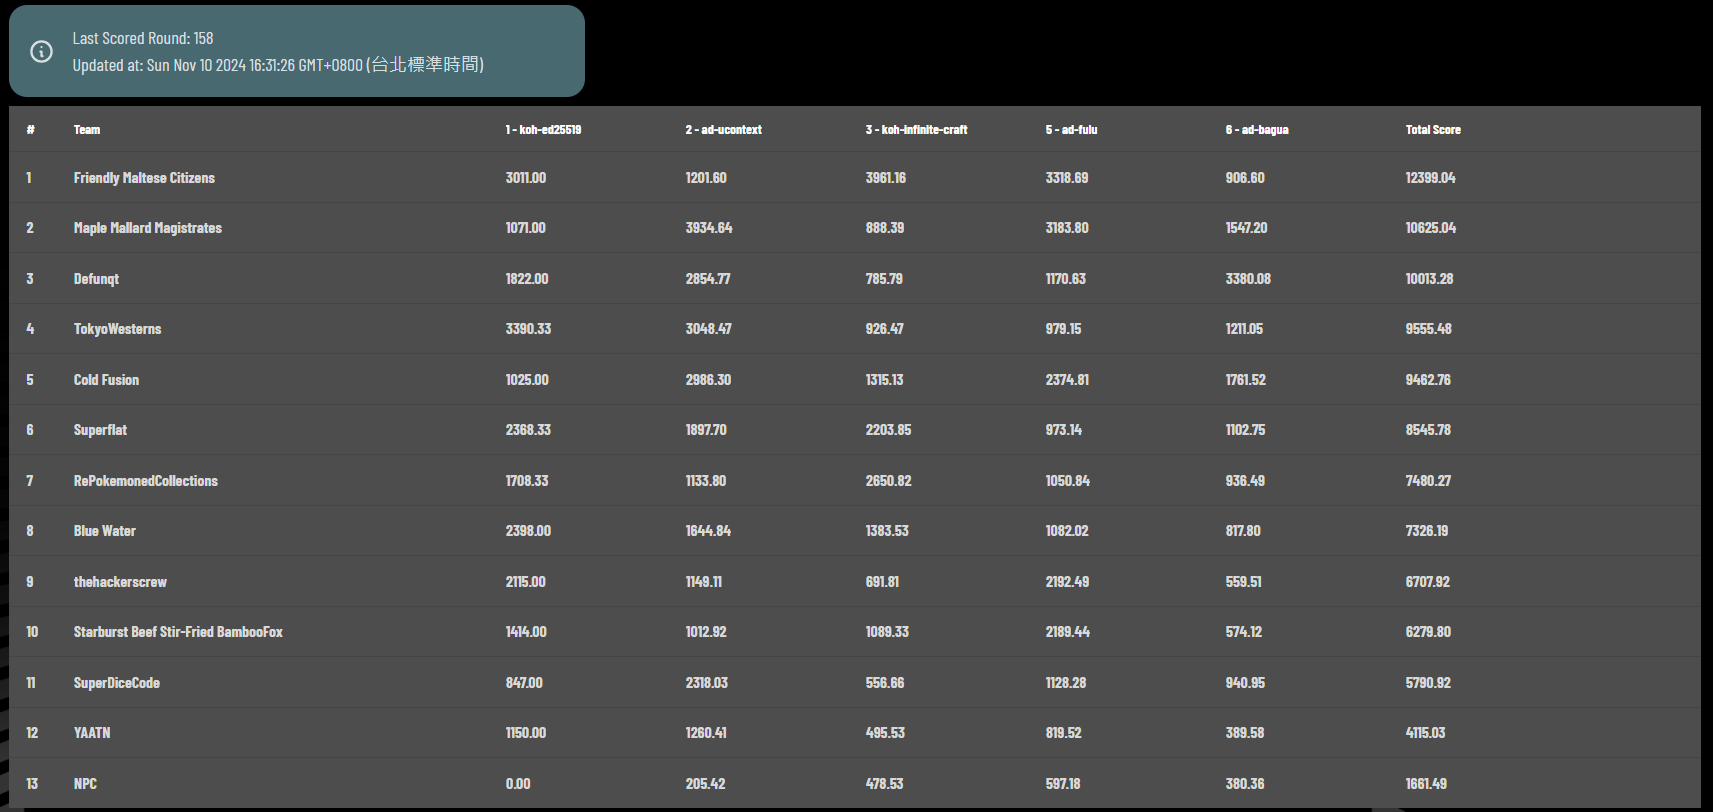 Last Scored Round: 158
Updated at: Sun Nov 10 2024 16:31:26 GMT+0800 (台北標準時間)
# Team 1 - koh-ed25519 2 - ad-ucontext 3 - koh-infinite-craft 5 - ad-fulu 6 - ad-bagua Total Score
1 Friendly Maltese Citizens 3011.00 1201.60 3961.16 3318.69 906.60 12399.04
2 Maple Mallard Magistrates 1071.00 3934.64 888.39 3183.80 1547.20 10625.04
3 Defunqt 1822.00 2854.77 785.79 1170.63 3380.08 10013.28
4 TokyoWesterns 3390.33 3048.47 926.47 979.15 1211.05 9555.48
5 Cold Fusion 1025.00 2986.30 1315.13 2374.81 1761.52 9462.76
6 Superflat 2368.33 1897.70 2203.85 973.14 1102.75 8545.78
7 RePokemonedCollections 1708.33 1133.80 2650.82 1050.84 936.49 7480.27
8 Blue Water 2398.00 1644.84 1383.53 1082.02 817.80 7326.19
9 thehackerscrew 2115.00 1149.11 691.81 2192.49 559.51 6707.92
10 Starburst Beef Stir-Fried BambooFox 1414.00 1012.92 1089.33 2189.44 574.12 6279.80
11 SuperDiceCode 847.00 2318.03 556.66 1128.28 940.95 5790.92
12 YAATN 1150.00 1260.41 495.53 819.52 389.58 4115.03
13 NPC 0.00 205.42 478.53 597.18 380.36 1661.49